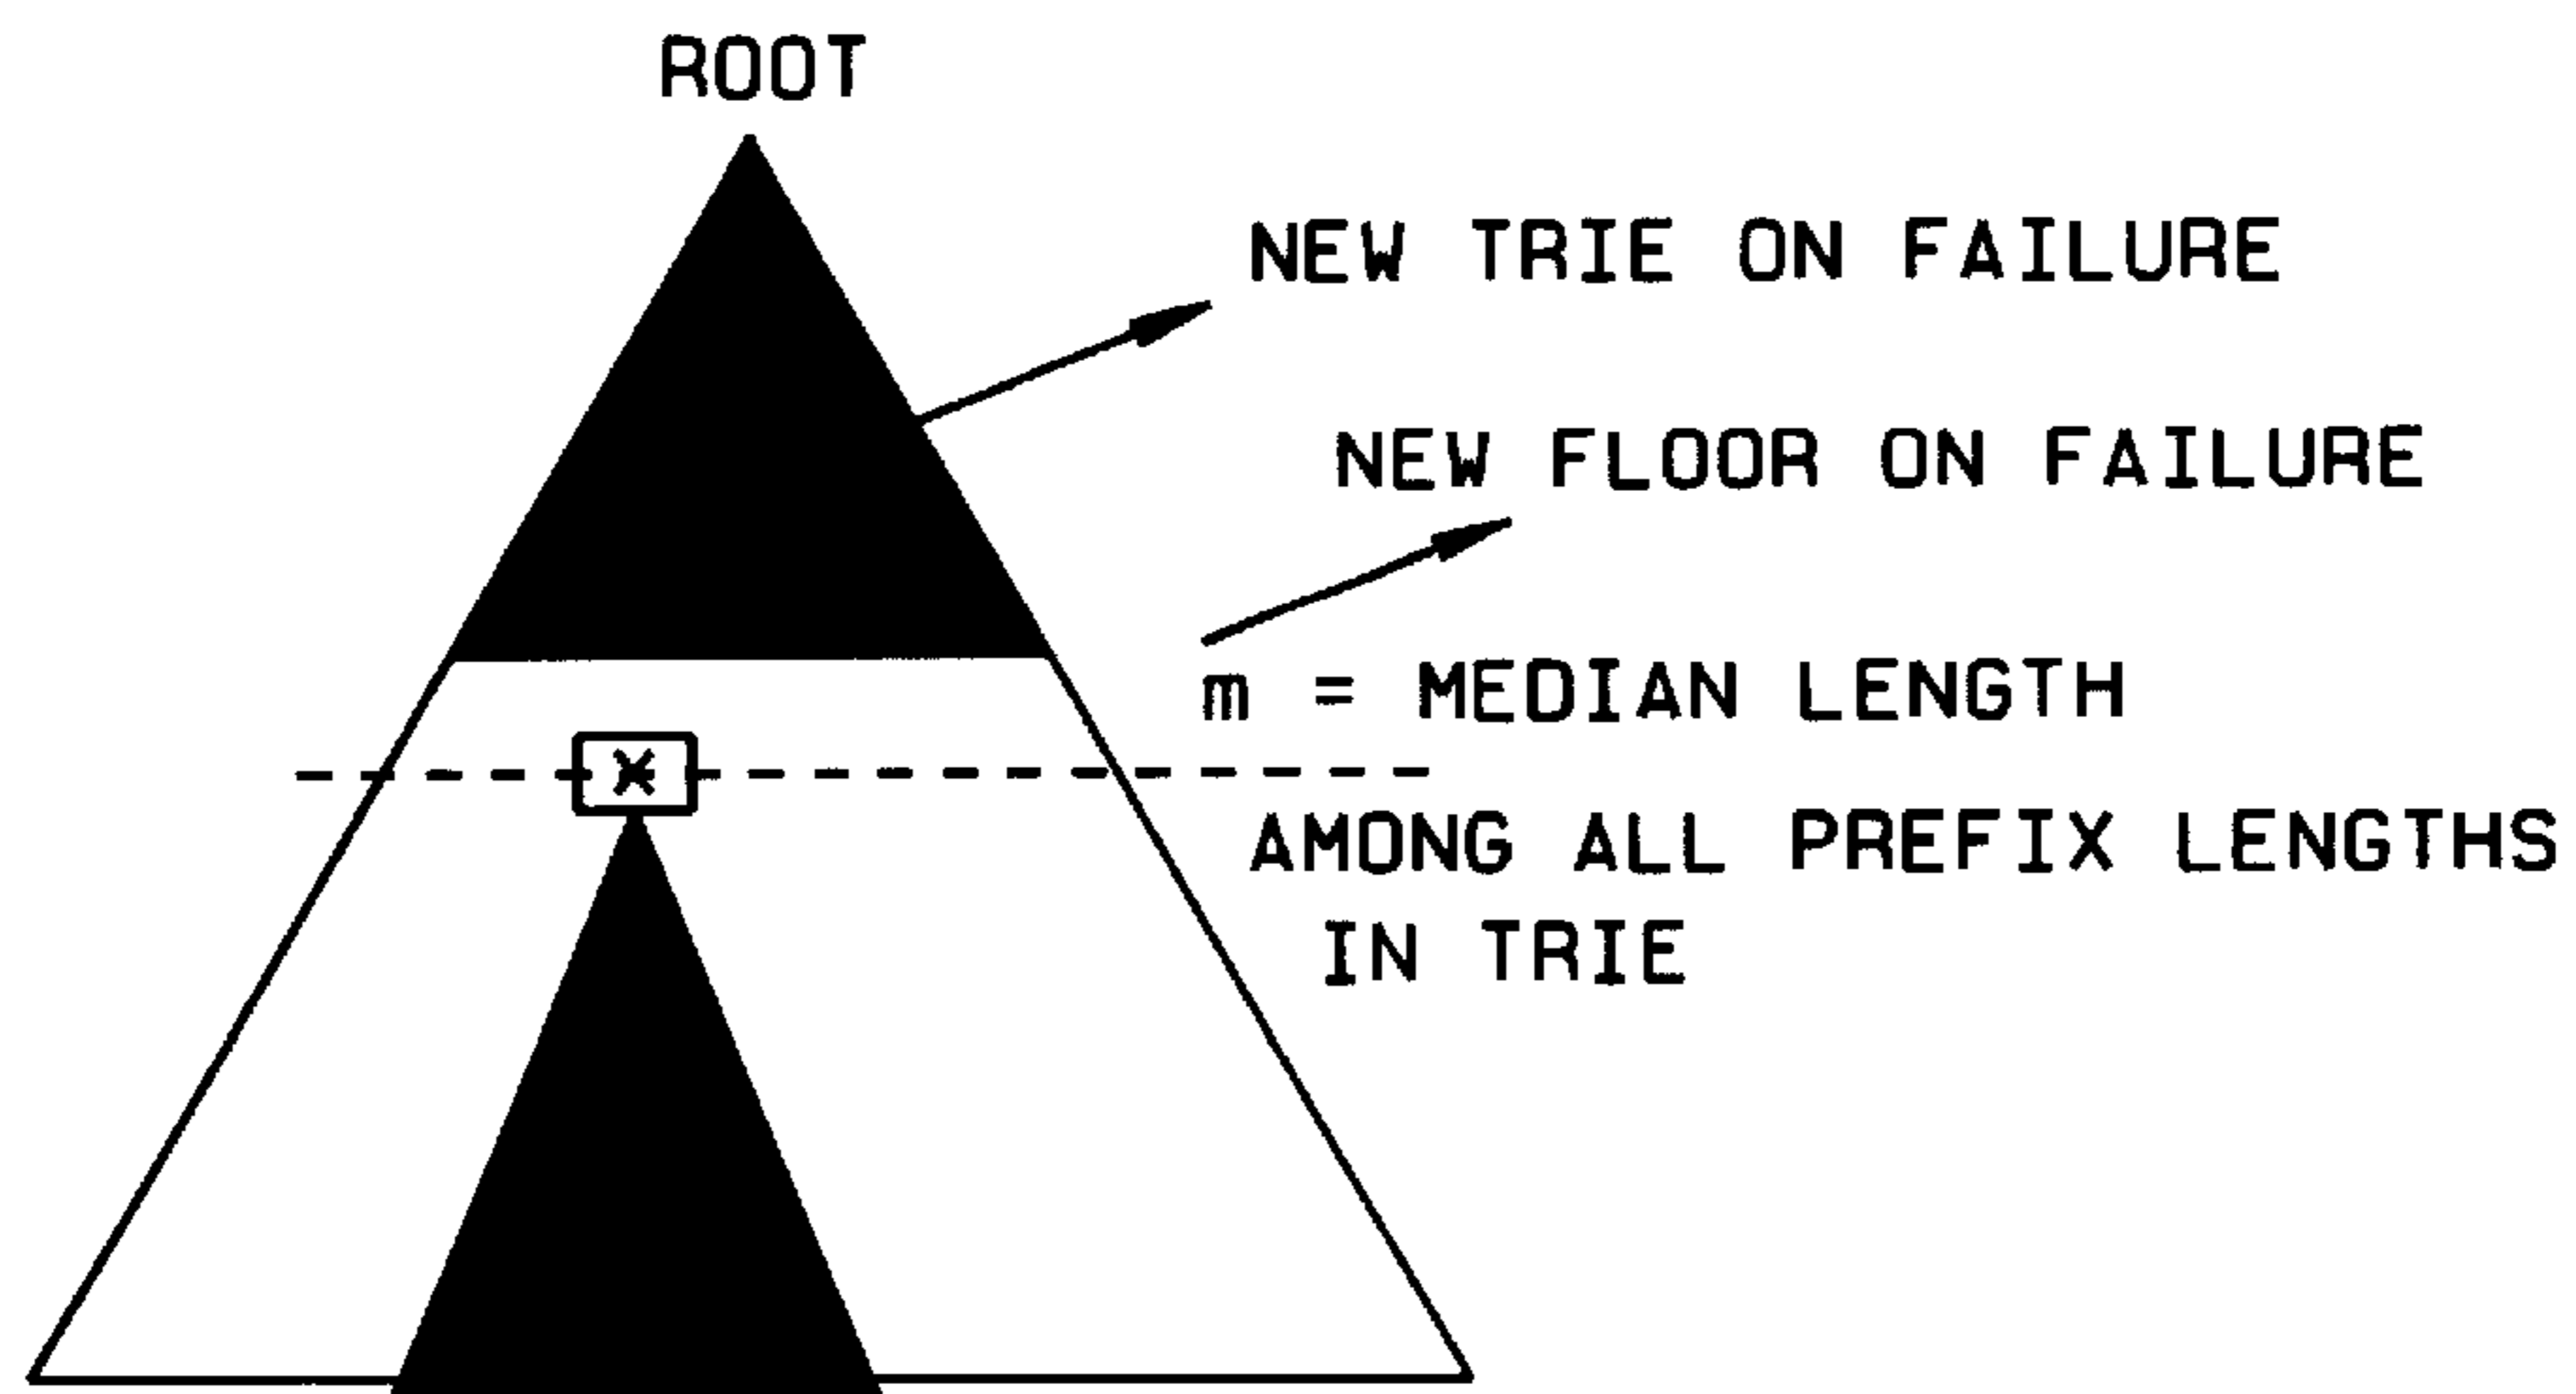 ROOT
NEW TRIE ON FAILURE
NEW FLOOR ON FAILURE
m = MEDIAN LENGTH
X
AMONG ALL PREFIX LENGTHS
IN TRIE